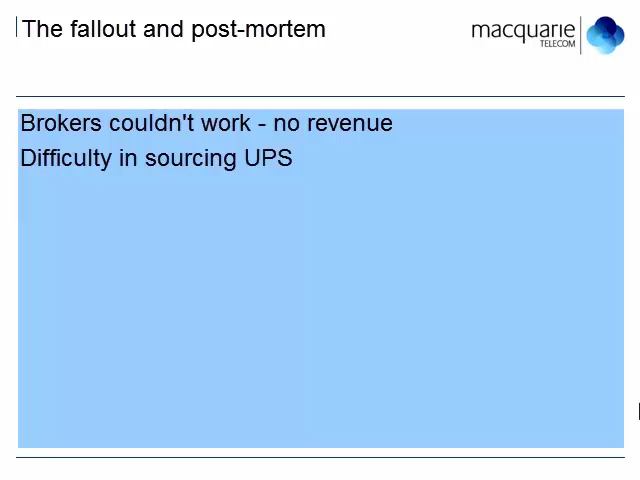 The fallout and post-mortem
macquarie
TELECOM
Brokers couldn't work - no revenue
Difficulty in sourcing UPS